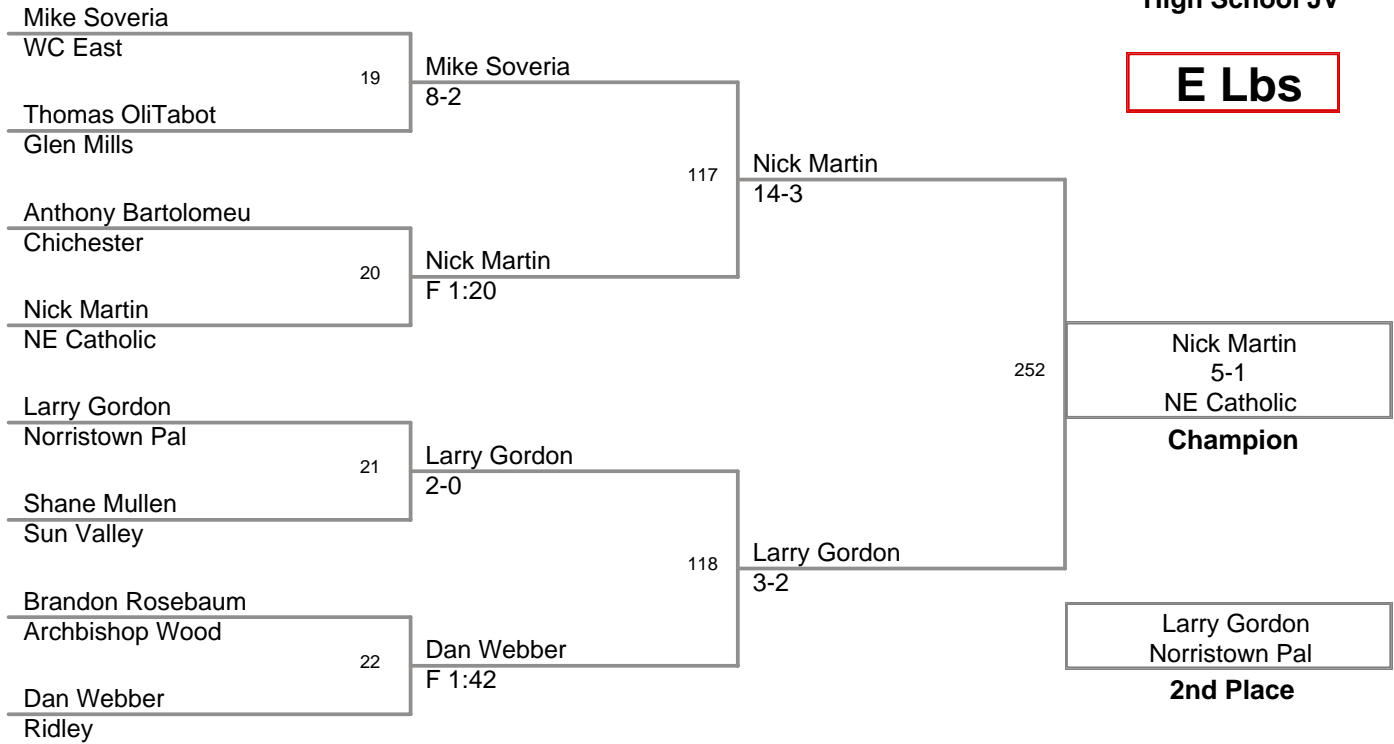 High School JV
E Lbs
Mike Soveria
WC East
19
Thomas OliTabot
Glen Mills
Anthony Bartolomeu
Chichester
20
Nick Martin
NE Catholic
Larry Gordon
Norristown Pal
21
Shane Mullen
Sun Valley
Brandon Rosebaum
Archbishop Wood
22
Dan Webber
Ridley
Mike Soveria
8-2
117
Nick Martin
F 1:20
Larry Gordon
2-0
118
Dan Webber
F 1:42
Nick Martin
14-3
252
Larry Gordon
3-2
Nick Martin
5-1
NE Catholic
Champion
Larry Gordon
Norristown Pal
2nd Place